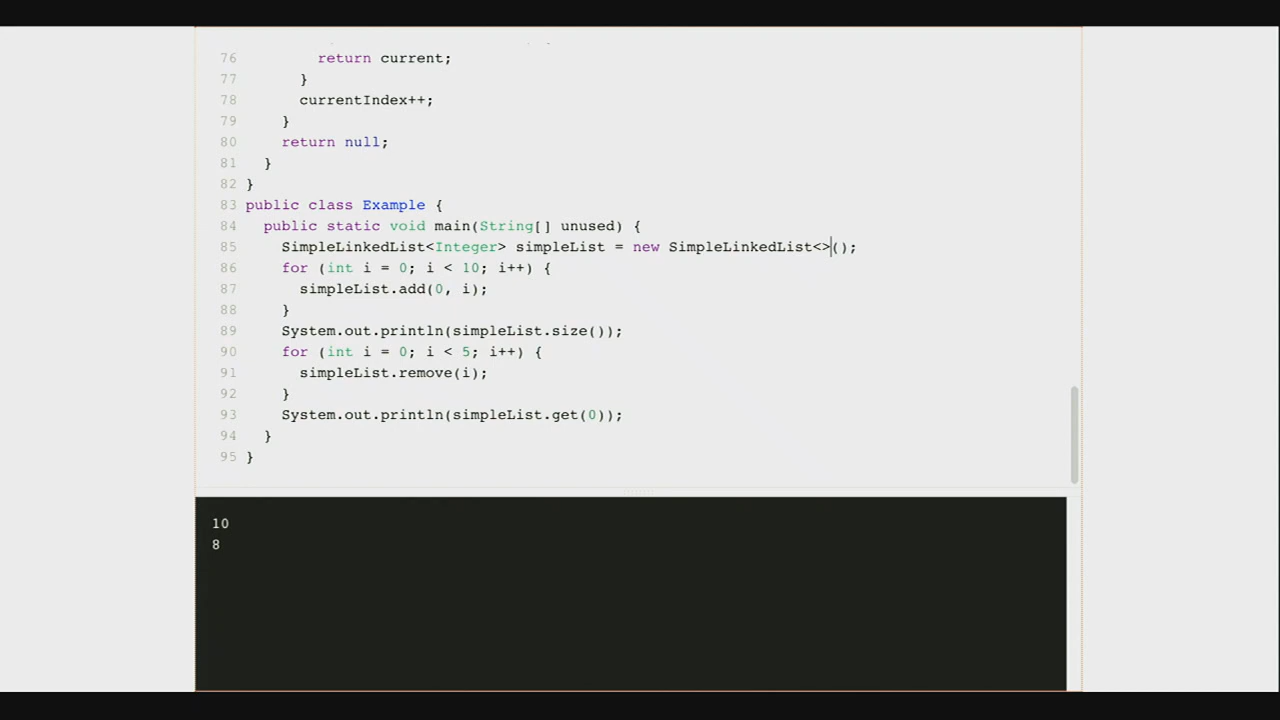 76 return current;
77 }
78 currentIndex++;
79 }
80 return null;
81 }
82 }
83 public class Example {
84 public static void main(String[] unused) {
85 SimpleLinkedList<Integer> simpleList = new SimpleLinkedList<>();
86 for (int i = 0; i < 10; i++) {
87 simpleList.add(0, i);
88 }
89 System.out.println(simpleList.size());
90 for (int i = 0; i < 5; i++) {
91 simpleList.remove(i);
92 }
93 System.out.println(simpleList.get(0));
94 }
95 }
10
8